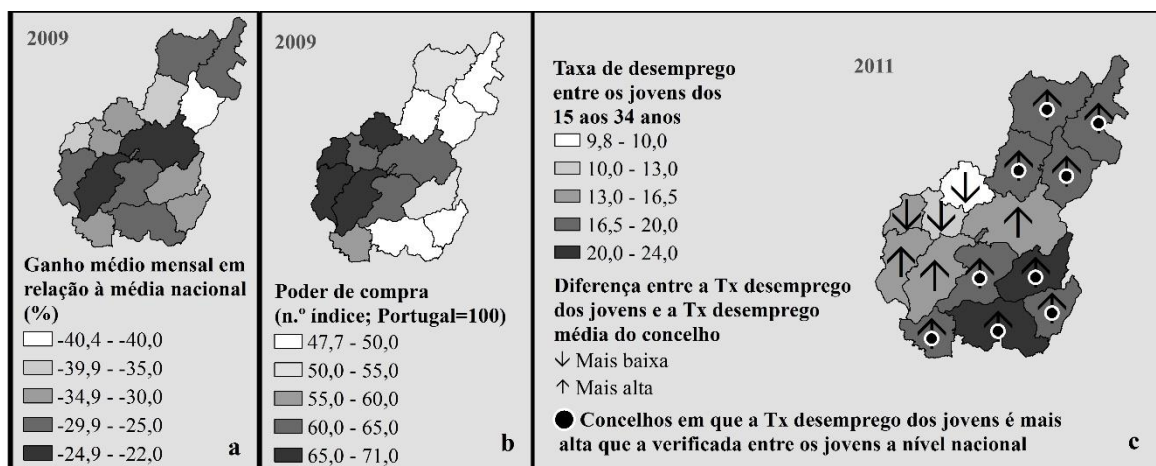 2009
Ganho médio mensal em
relação à média nacional
(%)
-40,4 - -40,0
-39,9 - -35,0
-34,9 - -30,0
-29,9 - -25,0
-24,9 - -22,0
a
2009
Poder de compra
(n.º índice; Portugal=100)
47,7 - 50,0
50,0 - 55,0
55,0 - 60,0
60,0 - 65,0
65,0 - 71,0
b
2011
Taxa de desemprego
entre os jovens dos
15 aos 34 anos
9,8 - 10,0
10,0 - 13,0
13,0 - 16,5
16,5 - 20,0
20,0 - 24,0
Diferença entre a Tx desemprego
dos jovens e a Tx desemprego
média do concelho
Mais baixa
Mais alta
Concelhos em que a Tx desemprego dos jovens é mais
alta que a verificada entre os jovens a nível nacional
c